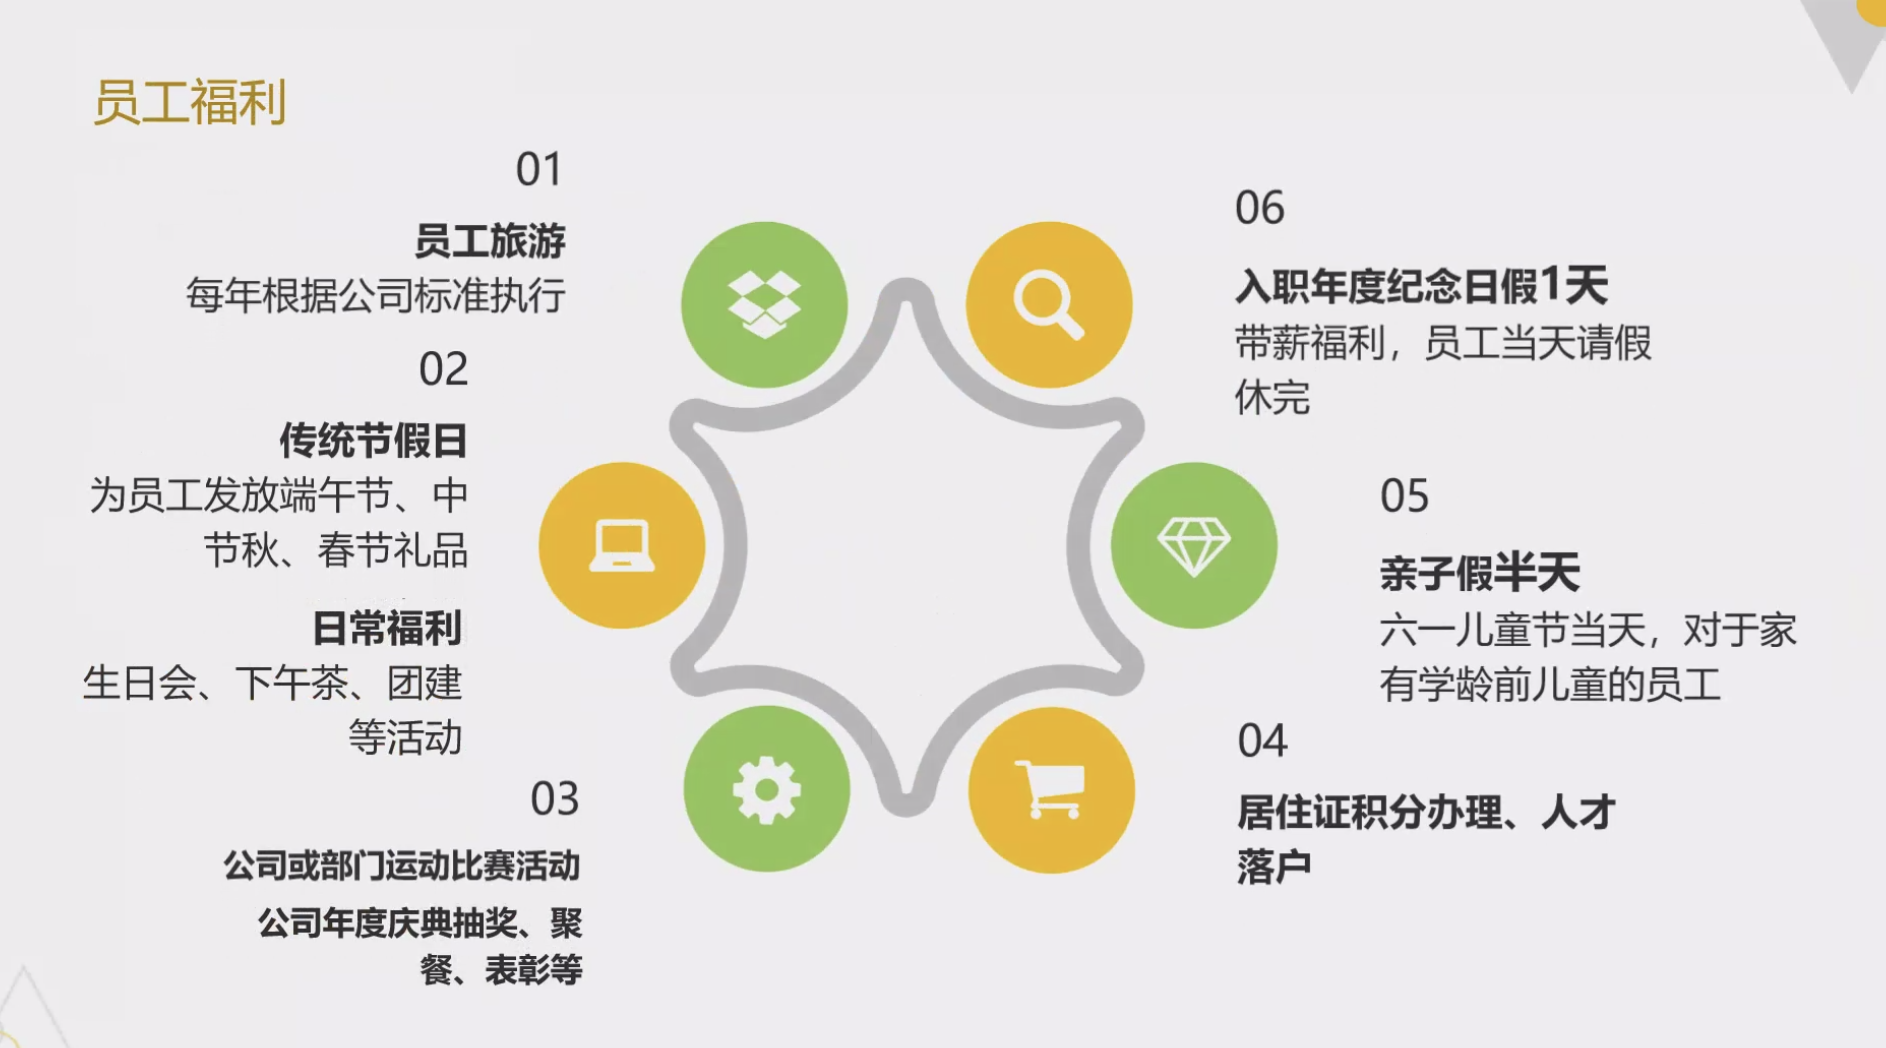 员工福利
01
员工旅游
每年根据公司标准执行
02
传统节假日
为员工发放端午节、中
节秋、春节礼品
日常福利
生日会、下午茶、团建
等活动
03
公司或部门运动比赛活动
公司年度庆典抽奖、聚
餐、表彰等
06
入职年度纪念日假1天
带薪福利，员工当天请假
休完
05
亲子假半天
六一儿童节当天，对于家
有学龄前儿童的员工
04
居住证积分办理、人才
落户